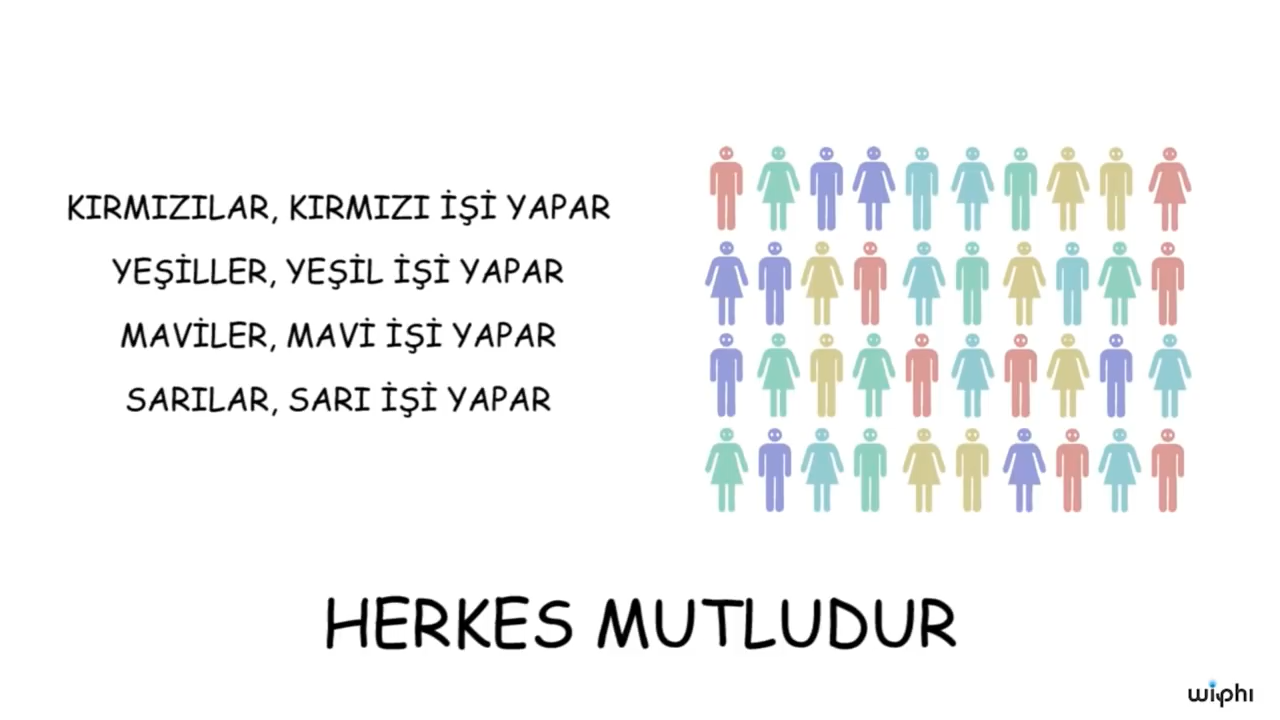 KIRMIZILAR, KIRMIZI İŞİ YAPAR
YEŞİLLER, YEŞİL İŞİ YAPAR
MAVİLER, MAVİ İŞİ YAPAR
SARILAR, SARI İŞİ YAPAR
HERKES MUTLUDUR
wiphi